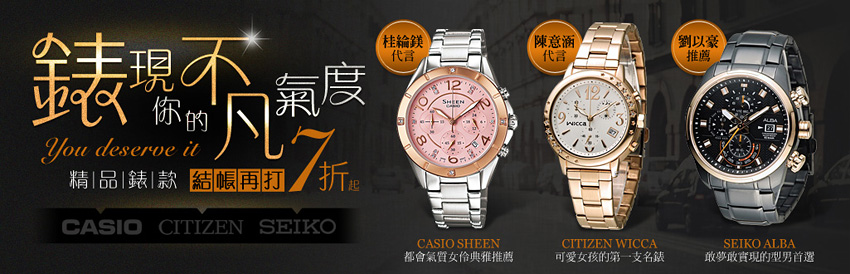 錶現不凡氣度
你的
You deserve it
精|品|錶|款 結帳再打7折起
CASIO CITIZEN SEIKO
桂綸鎂
代言
SHEEN
CASIO
CASIO SHEEN
都會氣質女伶典雅推薦
陳意涵
代言
wicca
CITIZEN WICCA
可愛女孩的第一支名錶
劉以豪
推薦
ALBA
SEIKO ALBA
敢夢敢實現的型男首選